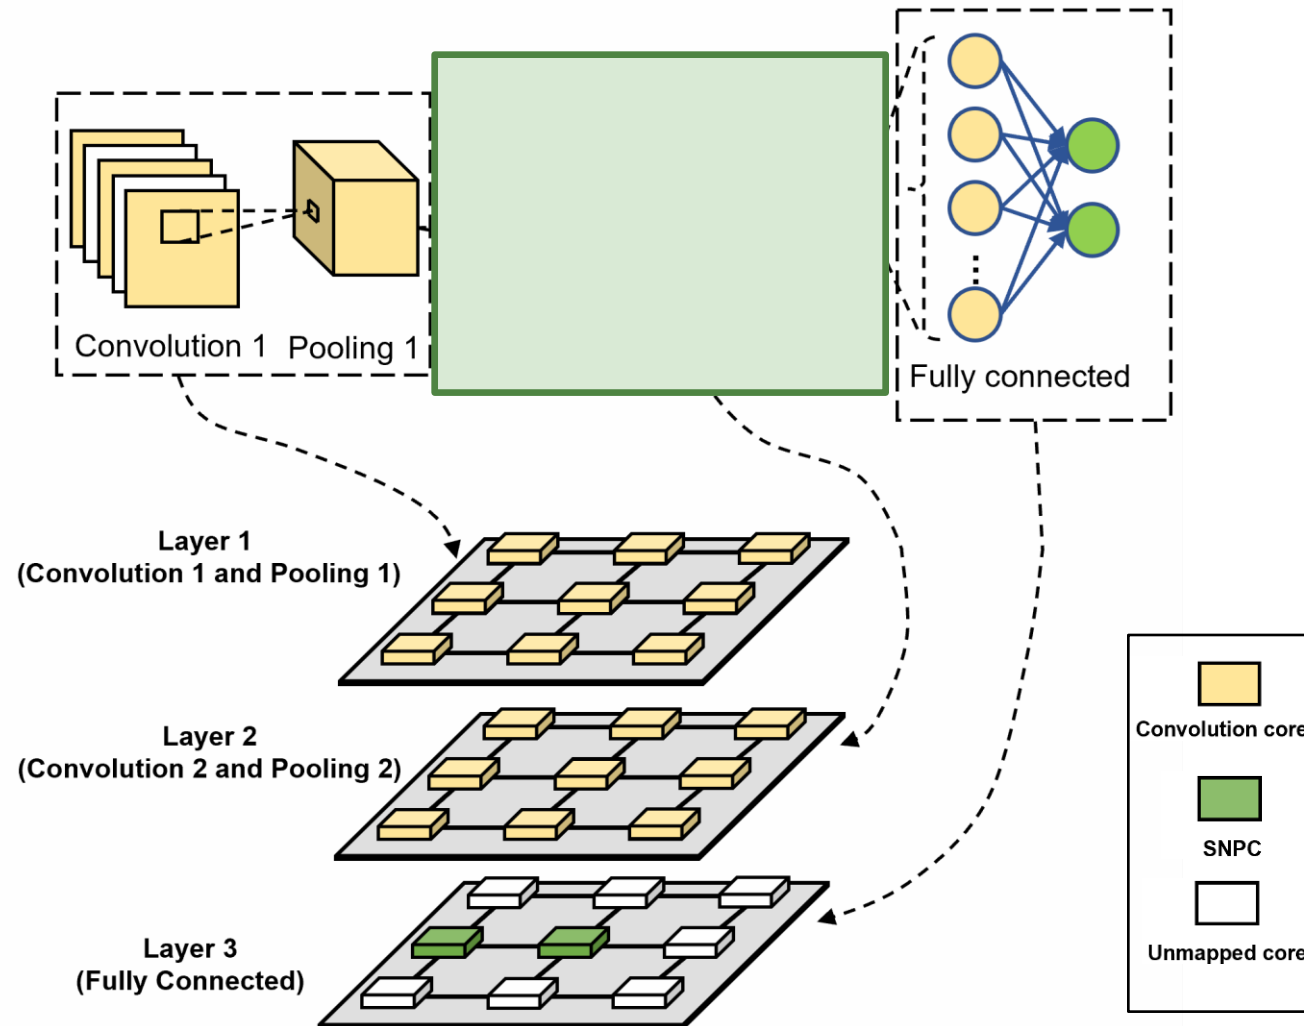 Convolution 1
Pooling 1
Fully connected
Layer 1
(Convolution 1 and Pooling 1)
Layer 2
(Convolution 2 and Pooling 2)
Layer 3
(Fully Connected)
Convolution core
SNPC
Unmapped core